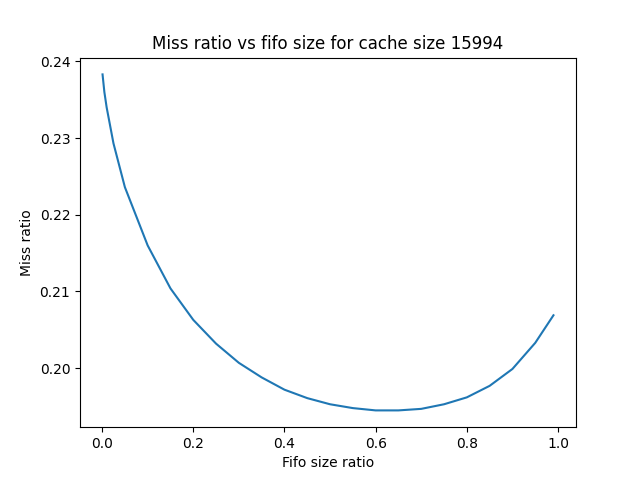 Miss ratio vs fifo size for cache size 15994
0.24
0.23
0.22
0.21
0.20
Miss ratio
0.0 0.2 0.4 0.6 0.8 1.0
Fifo size ratio